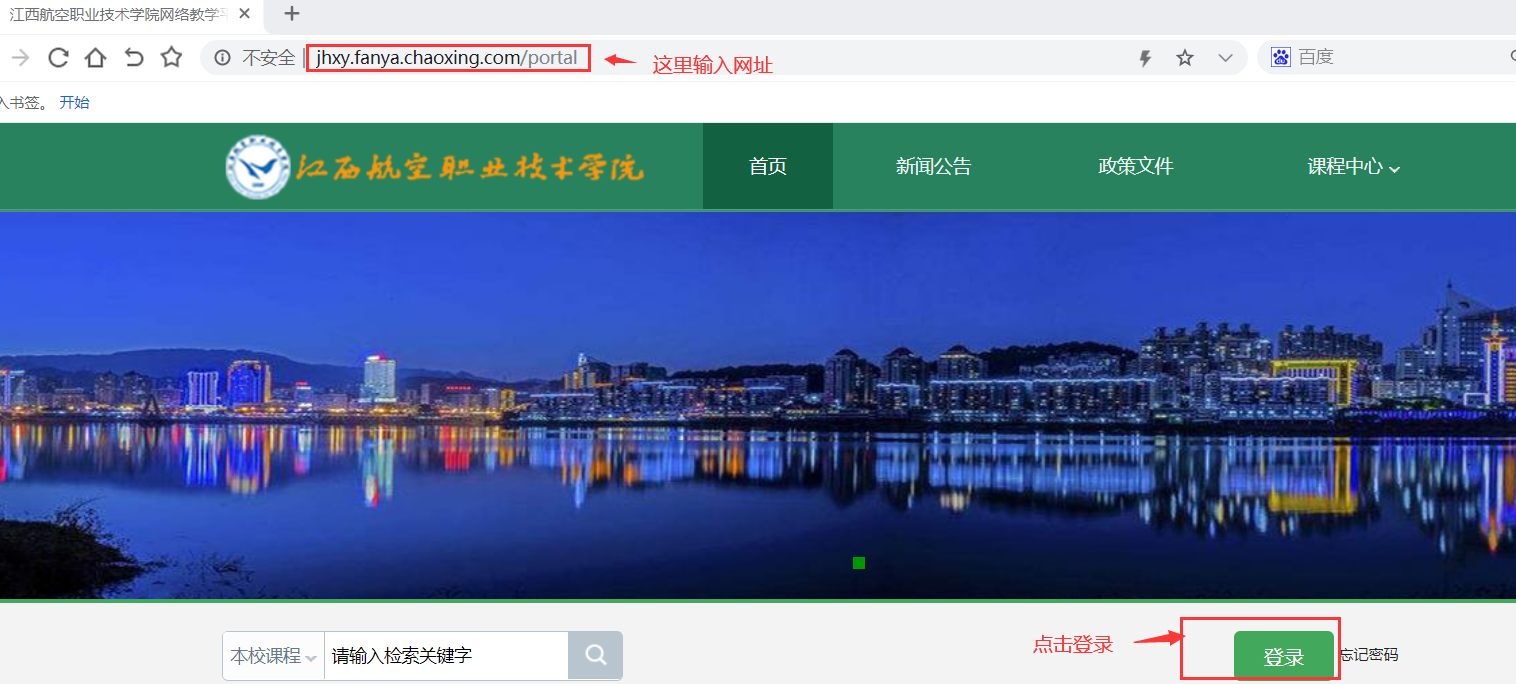 江西航空职业技术学院网络教学平
不安全 jhxy.fanya.chaoxing.com/portal 这里输入网址 百度
入书签。 开始
江西航空职业技术学院 首页 新闻公告 政策文件 课程中心
点击登录
本校课程 请输入检索关键字 登录 忘记密码